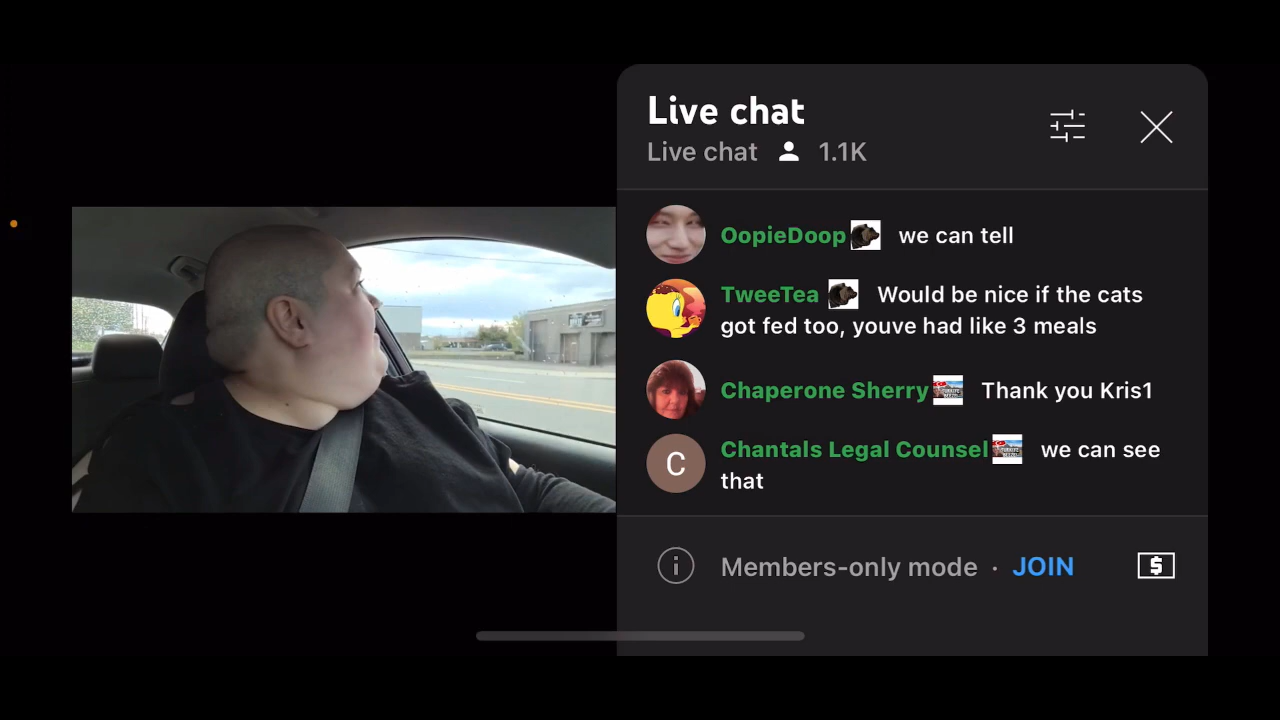 Live chat
Live chat 1.1K
OopieDoop we can tell
TweeTea Would be nice if the cats
got fed too, youve had like 3 meals
Chaperone Sherry Thank you Kris1
C Chantals Legal Counsel we can see
that
Members-only mode · JOIN